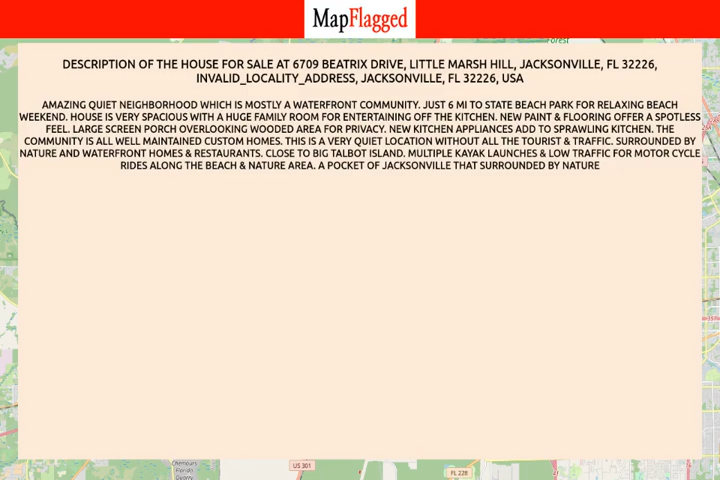 MapFlagged
Forest
DESCRIPTION OF THE HOUSE FOR SALE AT 6709 BEATRIX DRIVE, LITTLE MARSH HILL, JACKSONVILLE, FL 32226,
INVALID_LOCALITY_ADDRESS, JACKSONVILLE, FL 32226, USA
AMAZING QUIET NEIGHBORHOOD WHICH IS MOSTLY A WATERFRONT COMMUNITY. JUST 6 MI TO STATE BEACH PARK FOR RELAXING BEACH
WEEKEND. HOUSE IS VERY SPACIOUS WITH A HUGE FAMILY ROOM FOR ENTERTAINING OFF THE KITCHEN. NEW PAINT & FLOORING OFFER A SPOTLESS
FEEL. LARGE SCREEN PORCH OVERLOOKING WOODED AREA FOR PRIVACY. NEW KITCHEN APPLIANCES ADD TO SPRAWLING KITCHEN. THE
COMMUNITY IS ALL WELL MAINTAINED CUSTOM HOMES. THIS IS A VERY QUIET LOCATION WITHOUT ALL THE TOURIST & TRAFFIC. SURROUNDED BY
NATURE AND WATERFRONT HOMES & RESTAURANTS. CLOSE TO BIG TALBOT ISLAND. MULTIPLE KAYAK LAUNCHES & LOW TRAFFIC FOR MOTOR CYCLE
RIDES ALONG THE BEACH & NATURE AREA. A POCKET OF JACKSONVILLE THAT SURROUNDED BY NATURE
Chemours
Florida
Quarry
US 301
FL 228
21